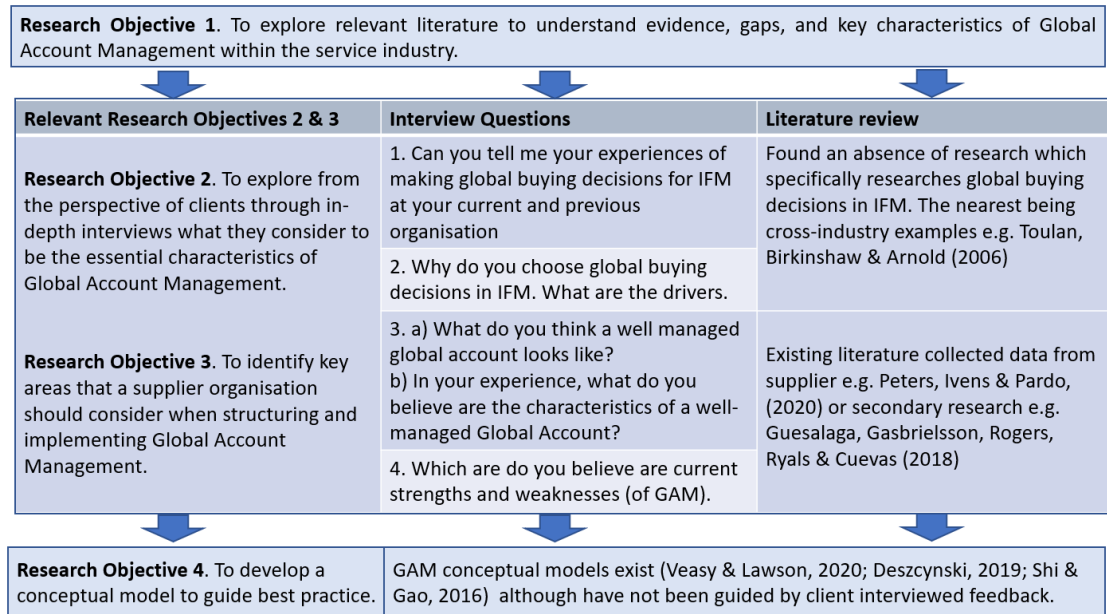 Research Objective 1. To explore relevant literature to understand evidence, gaps, and key characteristics of Global
Account Management within the service industry.
Relevant Research Objectives 2 & 3
Interview Questions
Literature review
Research Objective 2. To explore from
the perspective of clients through in-
depth interviews what they consider to
be the essential characteristics of
Global Account Management.
Research Objective 3. To identify key
areas that a supplier organisation
should consider when structuring and
implementing Global Account
Management.
1. Can you tell me your experiences of
making global buying decisions for IFM
at your current and previous
organisation
2. Why do you choose global buying
decisions in IFM. What are the drivers.
3. a) What do you think a well managed
global account looks like?
b) In your experience, what do you
believe are the characteristics of a well-
managed Global Account?
4. Which are do you believe are current
strengths and weaknesses (of GAM).
Found an absence of research which
specifically researches global buying
decisions in IFM. The nearest being
cross-industry examples e.g. Toulan,
Birkinshaw & Arnold (2006)
Existing literature collected data from
supplier e.g. Peters, Ivens & Pardo,
(2020) or secondary research e.g.
Guesalaga, Gasbrielsson, Rogers,
Ryals & Cuevas (2018)
Research Objective 4. To develop a
conceptual model to guide best practice.
GAM conceptual models exist (Veasy & Lawson, 2020; Deszcynski, 2019; Shi &
Gao, 2016) although have not been guided by client interviewed feedback.